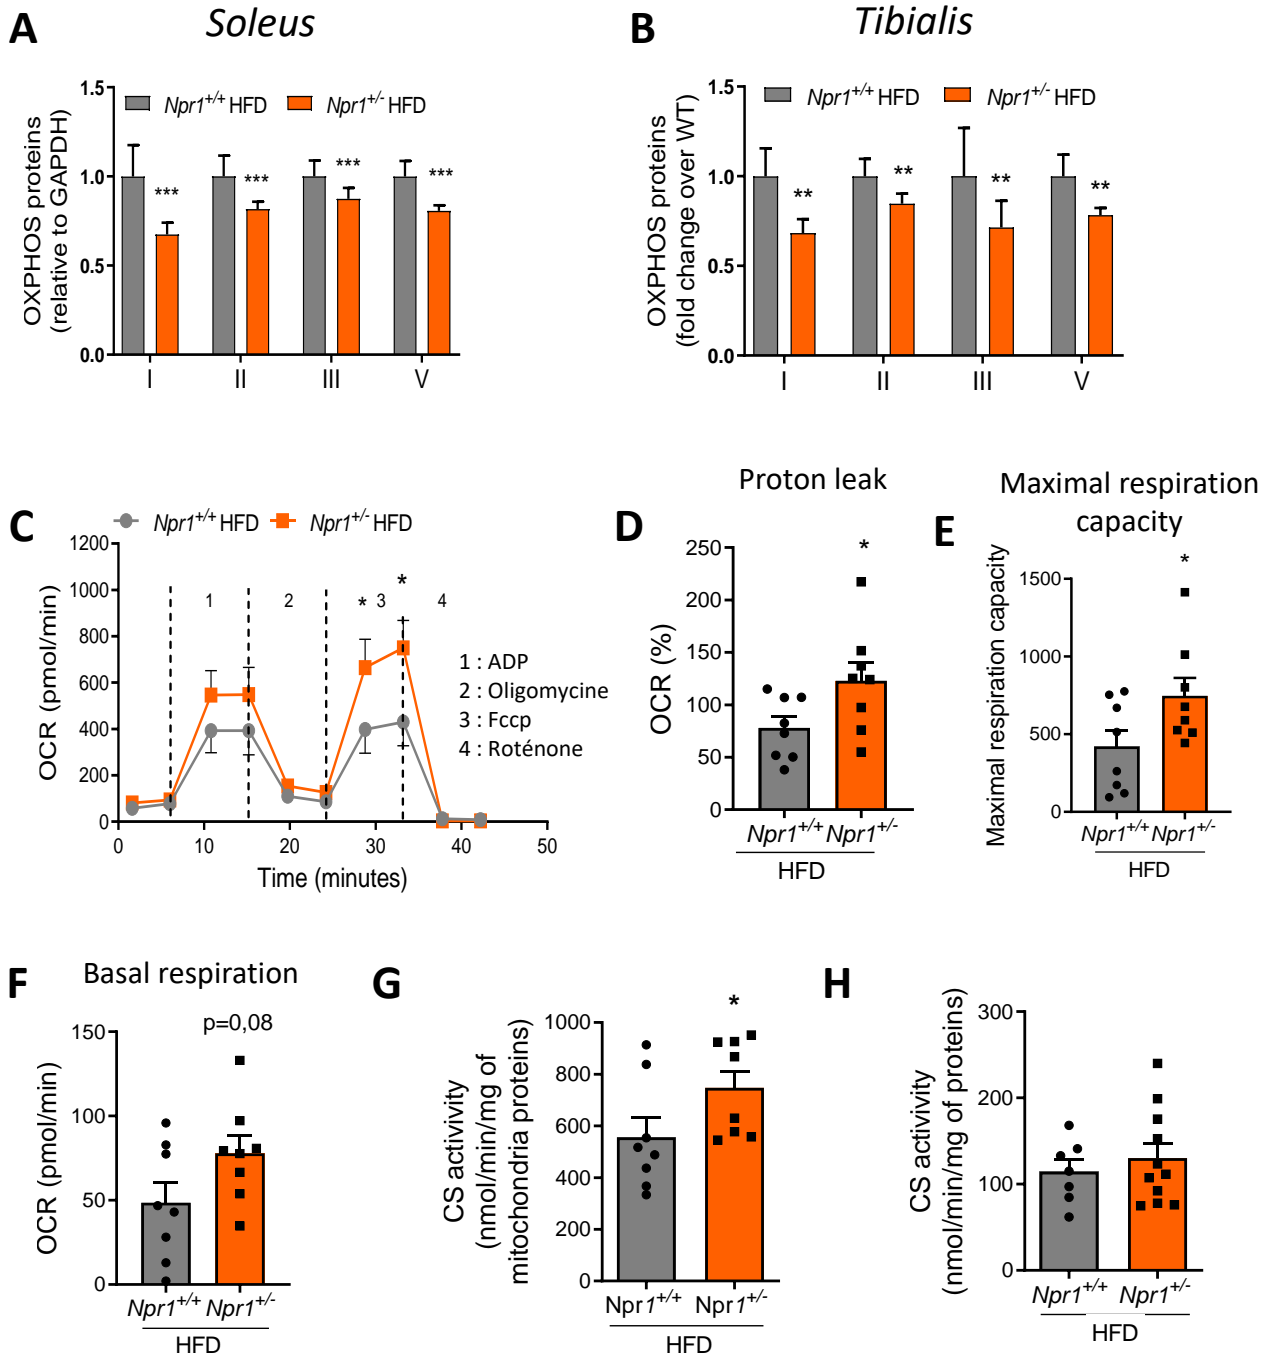 A
Soleus
Npr1+/+ HFD Npr1+/- HFD
OXPHOS proteins
(relative to GAPDH)
1.5
1.0
0.5
0.0
*** *** *** ***
I II III V
B
Tibialis
Npr1+/+ HFD Npr1+/- HFD
OXPHOS proteins
(fold change over WT)
1.5
1.0
0.5
0.0
** ** ** **
I II III V
C
Npr1+/+ HFD Npr1+/- HFD
OCR (pmol/min)
1200
1000
800
600
400
200
0
1 2 3 4
* *
1 : ADP
2 : Oligomycine
3 : Fccp
4 : Roténone
0 10 20 30 40 50
Time (minutes)
D
Proton leak
OCR (%)
250
200
150
100
50
0
*
Npr1+/+ Npr1+/-
HFD
E
Maximal respiration
capacity
Maximal respiration capacity
1500
1000
500
0
*
Npr1+/+ Npr1+/-
HFD
F
Basal respiration
p=0,08
OCR (pmol/min)
150
100
50
0
Npr1+/+ Npr1+/-
HFD
G
CS activivity
(nmol/min/mg of
mitochondria proteins)
1000
800
600
400
200
0
*
Npr1+/+ Npr1+/-
HFD
H
CS activivity
(nmol/min/mg of proteins)
300
200
100
0
Npr1+/+ Npr1+/-
HFD